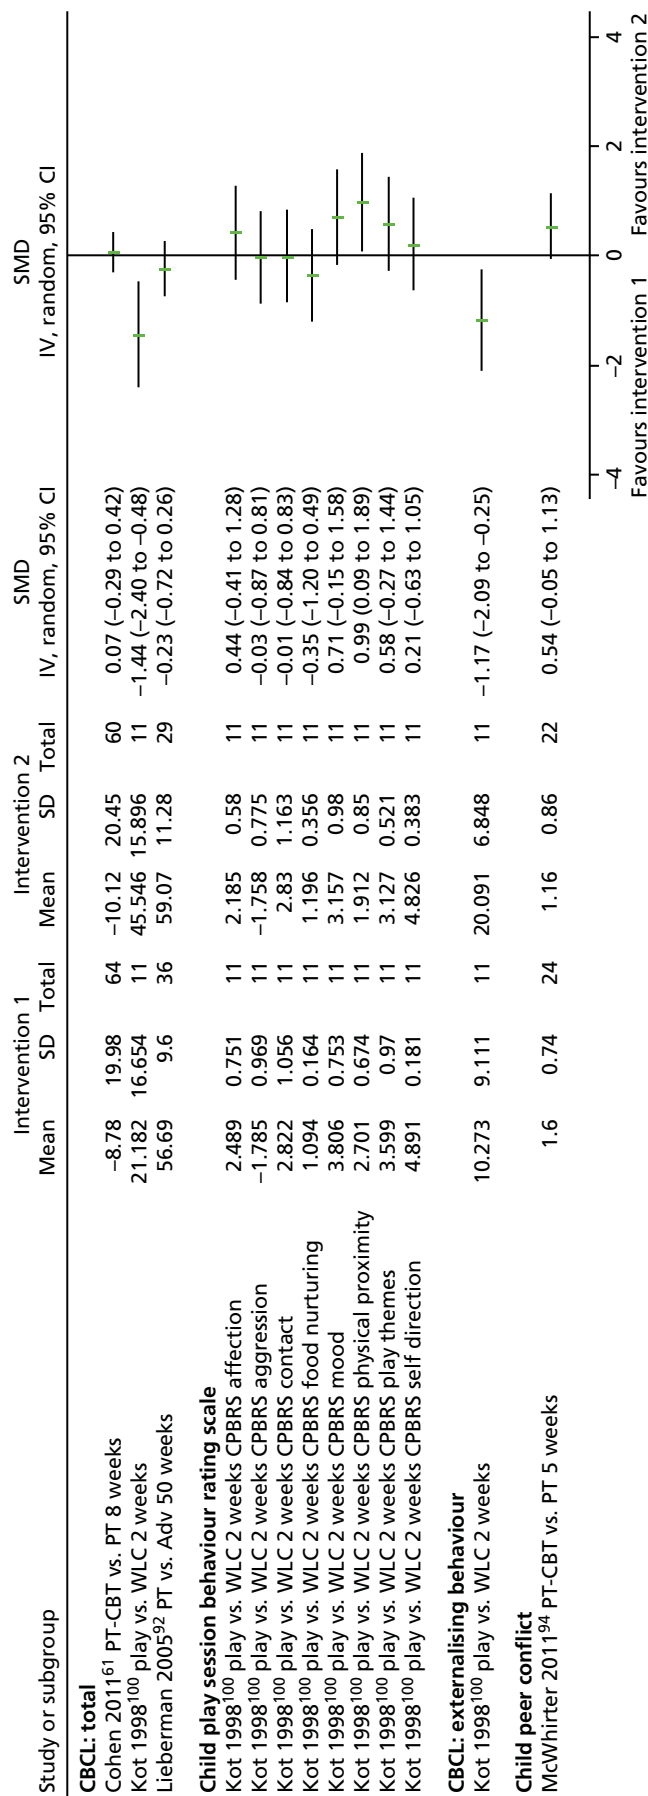 Intervention 1 Intervention 2 SMD SMD
Study or subgroup Mean SD Total Mean SD Total IV, random, 95% CI IV, random, 95% CI
CBCL: total
Cohen 2011⁶¹ PT-CBT vs. PT 8 weeks −8.78 19.98 64 −10.12 20.45 60 0.07 (−0.29 to 0.42)
Kot 1998¹⁰⁰ play vs. WLC 2 weeks 21.182 16.654 11 45.546 15.896 11 −1.44 (−2.40 to −0.48)
Lieberman 2005⁹² PT vs. Adv 50 weeks 56.69 9.6 36 59.07 11.28 29 −0.23 (−0.72 to 0.26)
Child play session behaviour rating scale
Kot 1998¹⁰⁰ play vs. WLC 2 weeks CPBRS affection 2.489 0.751 11 2.185 0.58 11 0.44 (−0.41 to 1.28)
Kot 1998¹⁰⁰ play vs. WLC 2 weeks CPBRS aggression −1.785 0.969 11 −1.758 0.775 11 −0.03 (−0.87 to 0.81)
Kot 1998¹⁰⁰ play vs. WLC 2 weeks CPBRS contact 2.822 1.056 11 2.83 1.163 11 −0.01 (−0.84 to 0.83)
Kot 1998¹⁰⁰ play vs. WLC 2 weeks CPBRS food nurturing 1.094 0.164 11 1.196 0.356 11 −0.35 (−1.20 to 0.49)
Kot 1998¹⁰⁰ play vs. WLC 2 weeks CPBRS mood 3.806 0.753 11 3.157 0.98 11 0.71 (−0.15 to 1.58)
Kot 1998¹⁰⁰ play vs. WLC 2 weeks CPBRS physical proximity 2.701 0.674 11 1.912 0.85 11 0.99 (0.09 to 1.89)
Kot 1998¹⁰⁰ play vs. WLC 2 weeks CPBRS play themes 3.599 0.97 11 3.127 0.521 11 0.58 (−0.27 to 1.44)
Kot 1998¹⁰⁰ play vs. WLC 2 weeks CPBRS self direction 4.891 0.181 11 4.826 0.383 11 0.21 (−0.63 to 1.05)
CBCL: externalising behaviour
Kot 1998¹⁰⁰ play vs. WLC 2 weeks 10.273 9.111 11 20.091 6.848 11 −1.17 (−2.09 to −0.25)
Child peer conflict
McWhirter 2011⁹⁴ PT-CBT vs. PT 5 weeks 1.6 0.74 24 1.16 0.86 22 0.54 (−0.05 to 1.13)
−4 −2 0 2 4
Favours intervention 1 Favours intervention 2